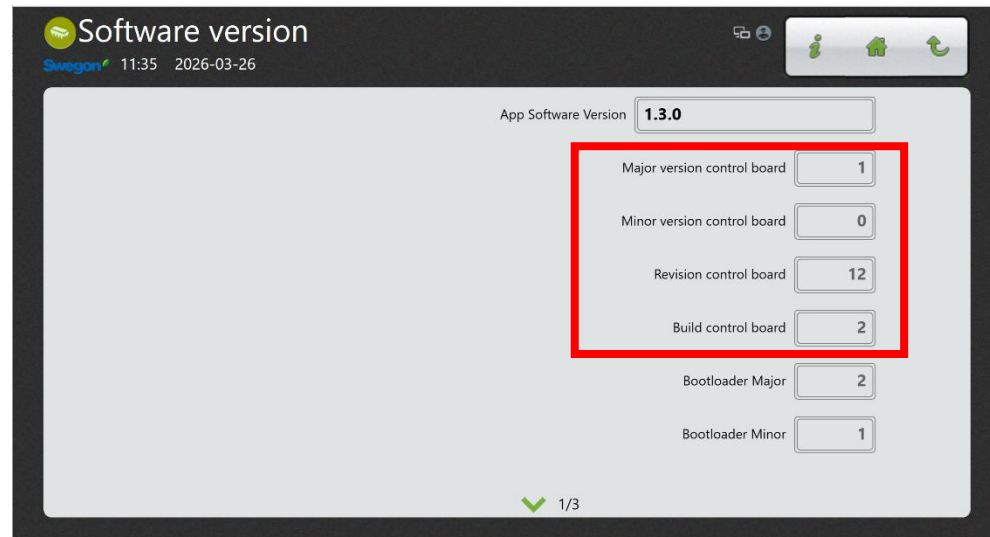 Software version
Swegon 11:35 2026-03-26
App Software Version 1.3.0
Major version control board 1
Minor version control board 0
Revision control board 12
Build control board 2
Bootloader Major 2
Bootloader Minor 1
1/3